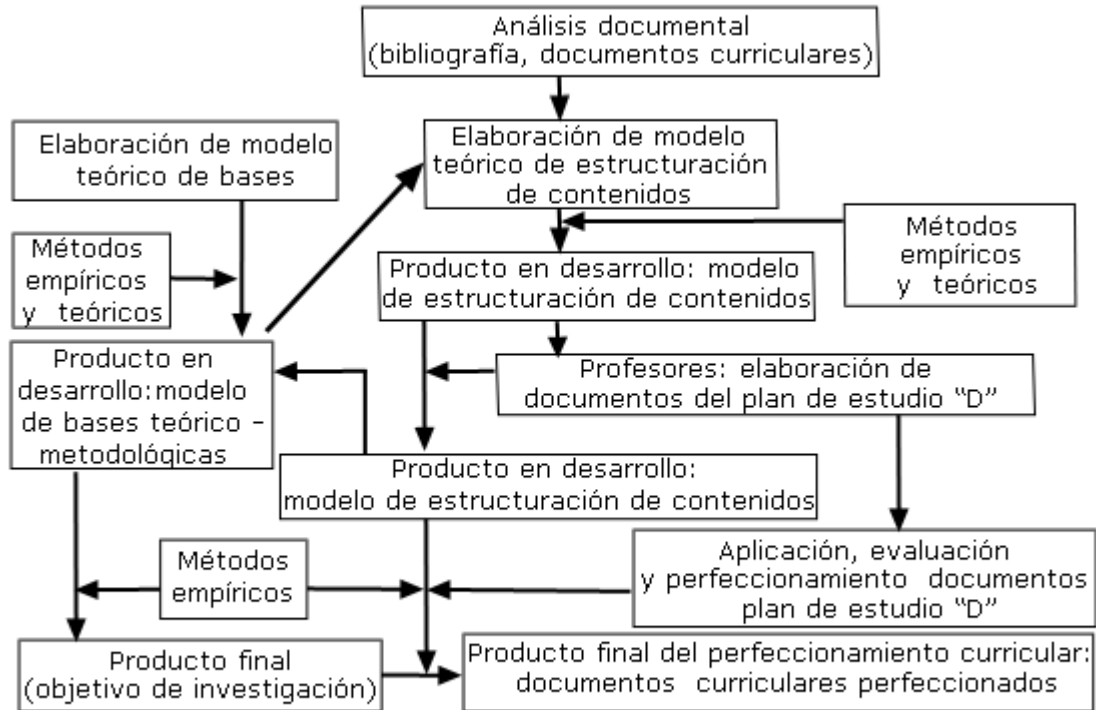 Análisis documental
(bibliografía, documentos curriculares)
Elaboración de modelo
teórico de bases
Elaboración de modelo
teórico de estructuración
de contenidos
Métodos
empíricos
y teóricos
Métodos
empíricos
y teóricos
Producto en desarrollo: modelo
de estructuración de contenidos
Producto en
desarrollo:modelo
de bases teórico -
metodológicas
Profesores: elaboración de
documentos del plan de estudio “D”
Producto en desarrollo:
modelo de estructuración de contenidos
Métodos
empíricos
Aplicación, evaluación
y perfeccionamiento documentos
plan de estudio “D”
Producto final
(objetivo de investigación)
Producto final del perfeccionamiento curricular:
documentos curriculares perfeccionados